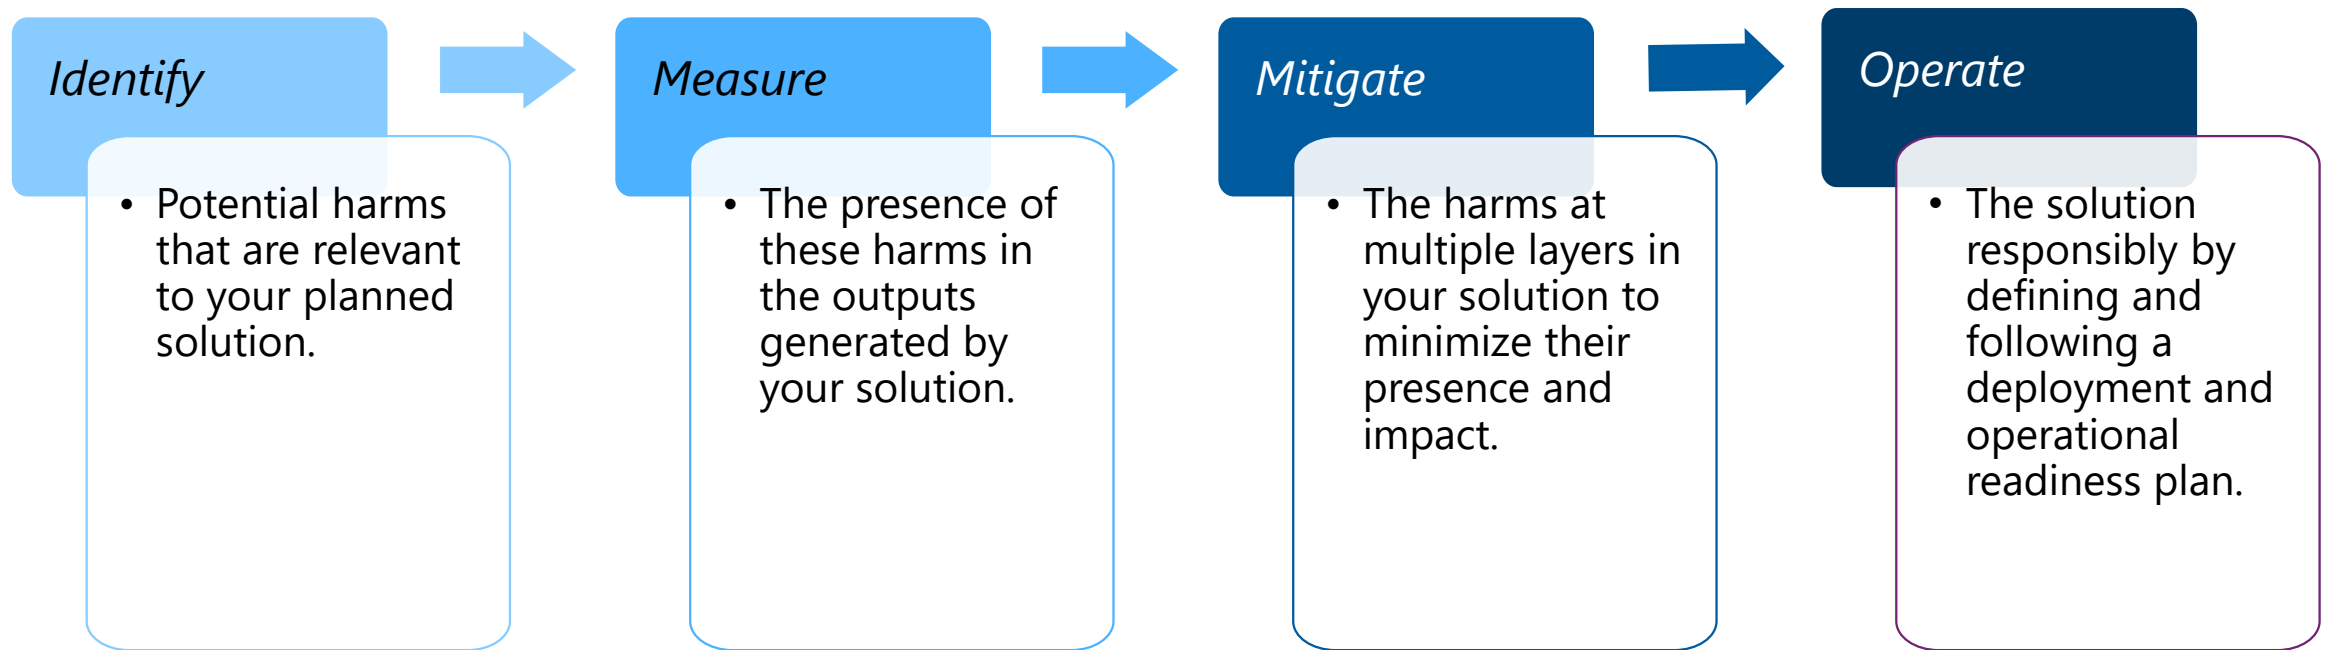 Identify
• Potential harms
that are relevant
to your planned
solution.
Measure
• The presence of
these harms in
the outputs
generated by
your solution.
Mitigate
• The harms at
multiple layers in
your solution to
minimize their
presence and
impact.
Operate
• The solution
responsibly by
defining and
following a
deployment and
operational
readiness plan.